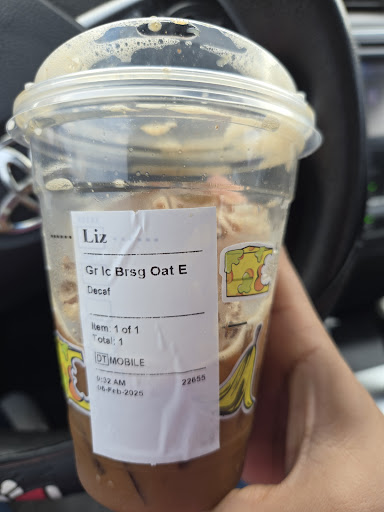 Liz
Gr Ic Brsg Oat E
Decaf
Item: 1 of 1
Total: 1
DT MOBILE
9:32 AM 22655
06-Feb-2025